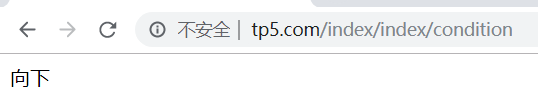 不安全 | tp5.com/index/index/condition
向下